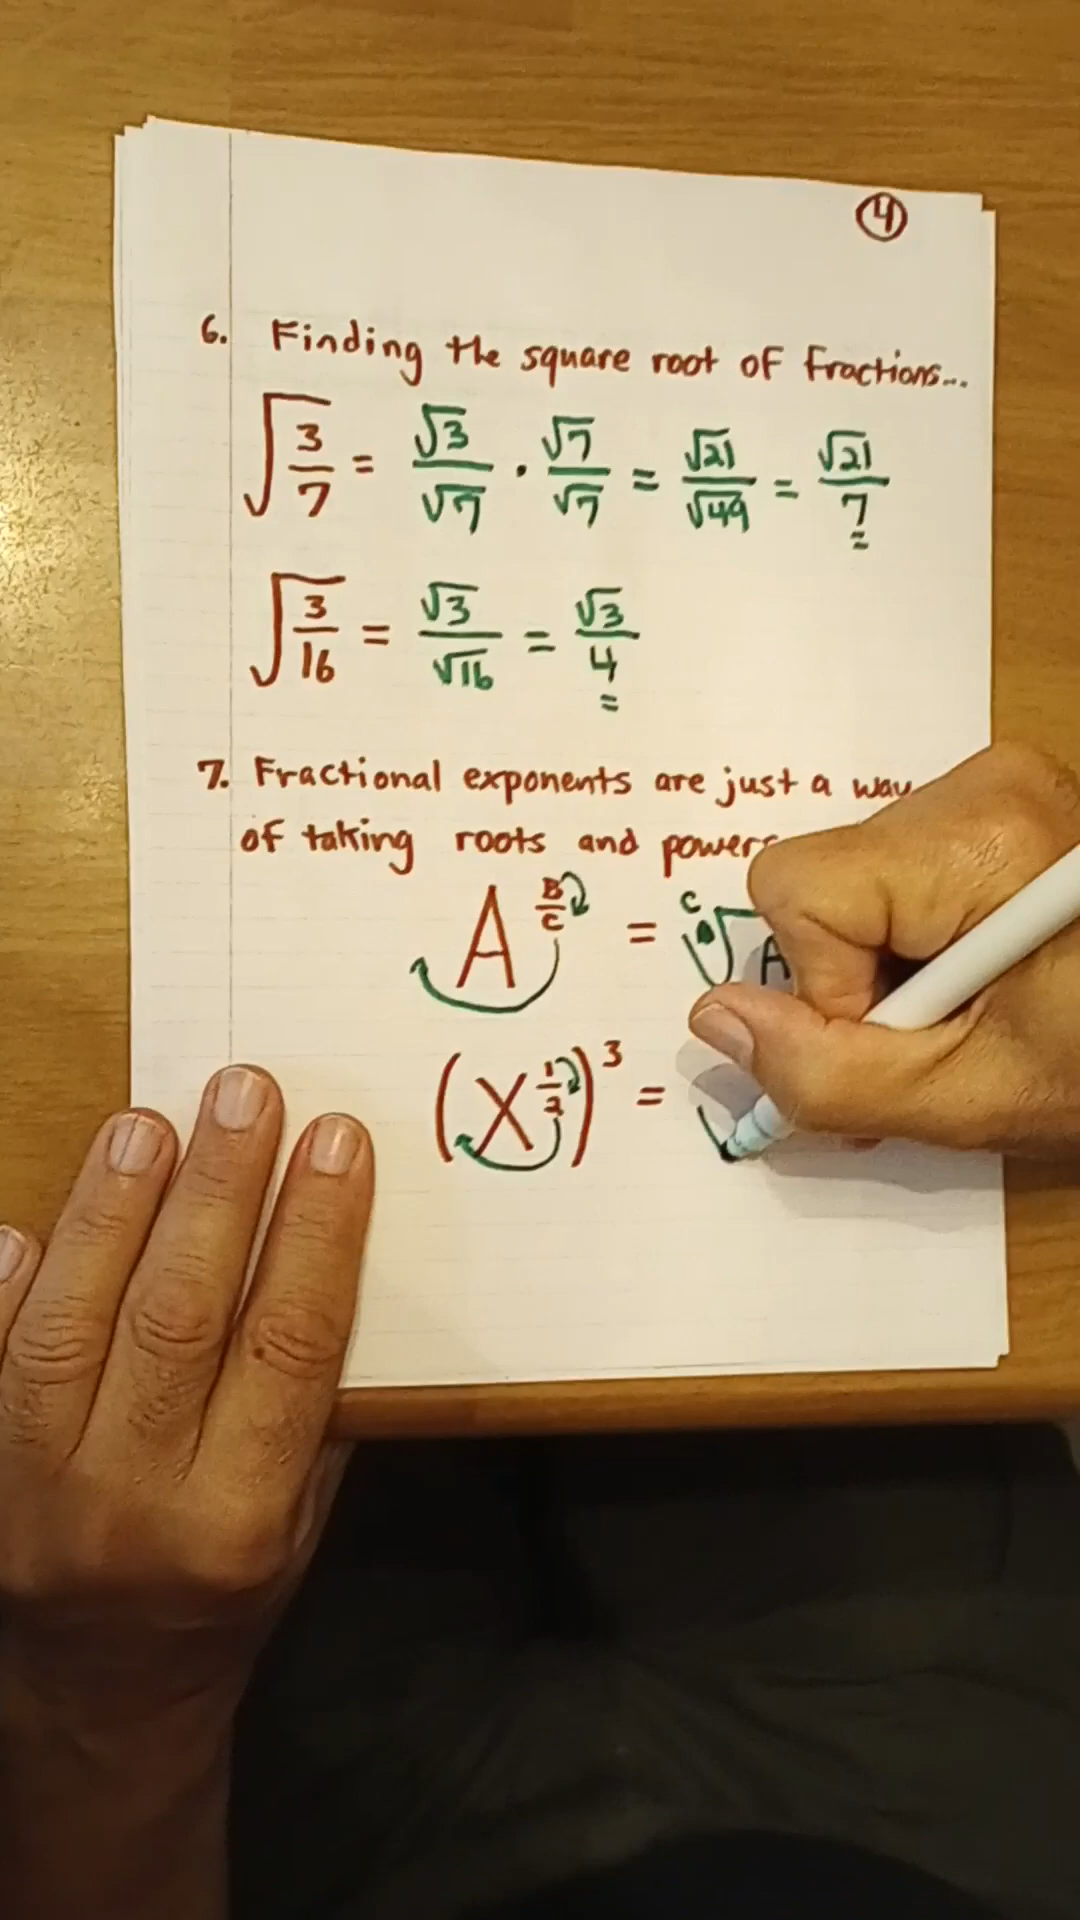 4
6. Finding the square root of fractions...
√(3/7) = √3/√7 · √7/√7 = √21/√49 = √21/7
√(3/16) = √3/√16 = √3/4
7. Fractional exponents are just a way
of taking roots and powers
A^(B/C) = C√A
(X^(1/2))^3 =